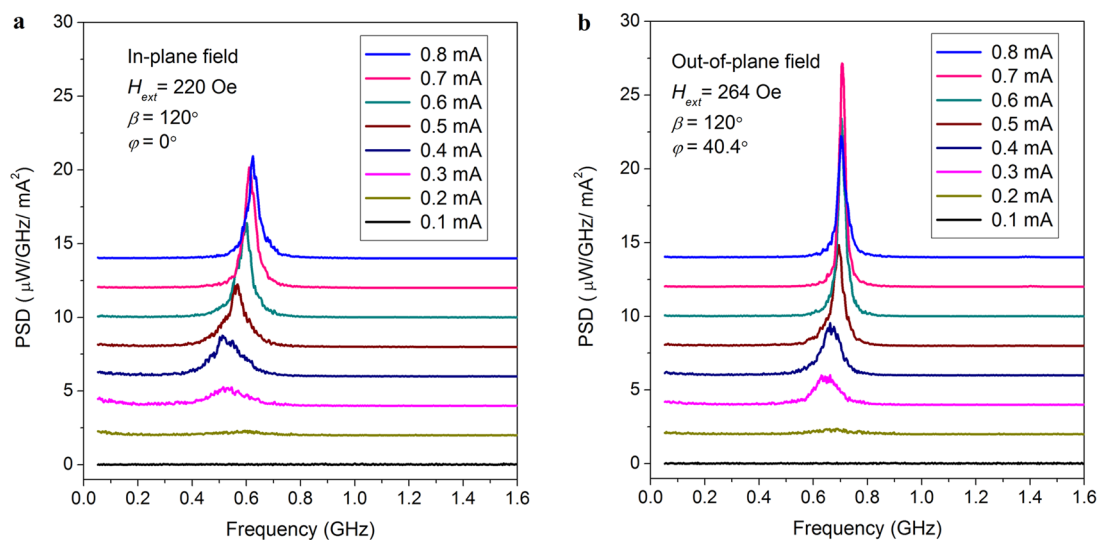 a
In-plane field
H_ext = 220 Oe
β = 120°
φ = 0°
0.8 mA
0.7 mA
0.6 mA
0.5 mA
0.4 mA
0.3 mA
0.2 mA
0.1 mA
30
25
20
15
10
5
0
PSD ( μW/GHz/ mA²)
0.0 0.2 0.4 0.6 0.8 1.0 1.2 1.4 1.6
Frequency (GHz)
b
Out-of-plane field
H_ext = 264 Oe
β = 120°
φ = 40.4°
0.8 mA
0.7 mA
0.6 mA
0.5 mA
0.4 mA
0.3 mA
0.2 mA
0.1 mA
30
25
20
15
10
5
0
PSD ( μW/GHz/ mA²)
0.0 0.2 0.4 0.6 0.8 1.0 1.2 1.4 1.6
Frequency (GHz)